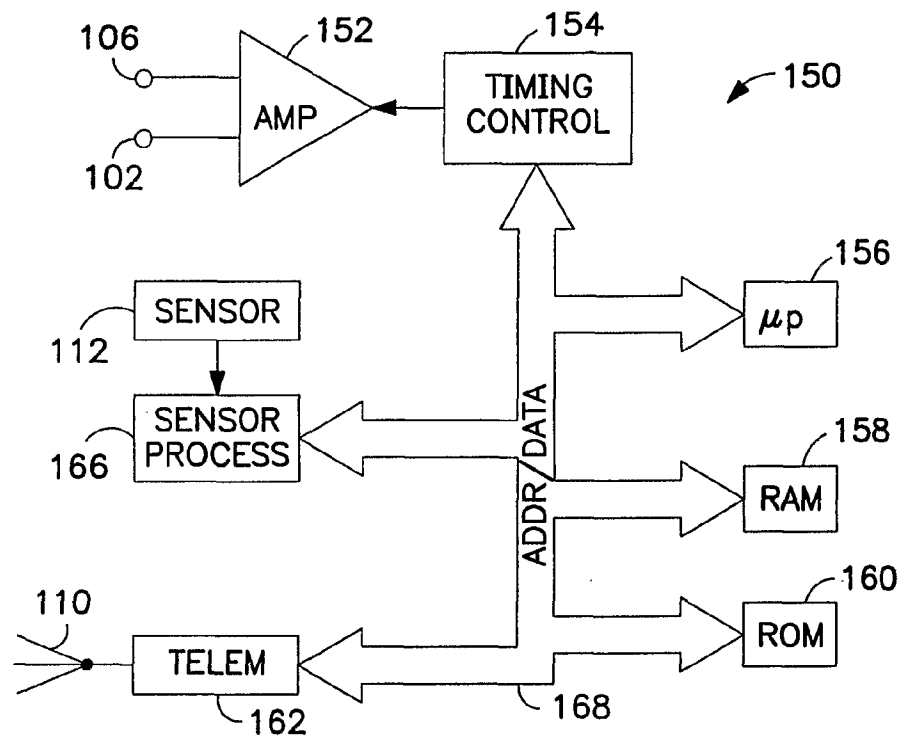 106
152
154
AMP
TIMING
CONTROL
150
102
156
SENSOR
μp
112
SENSOR
PROCESS
166
ADDR/DATA
158
RAM
110
160
ROM
TELEM
162
168